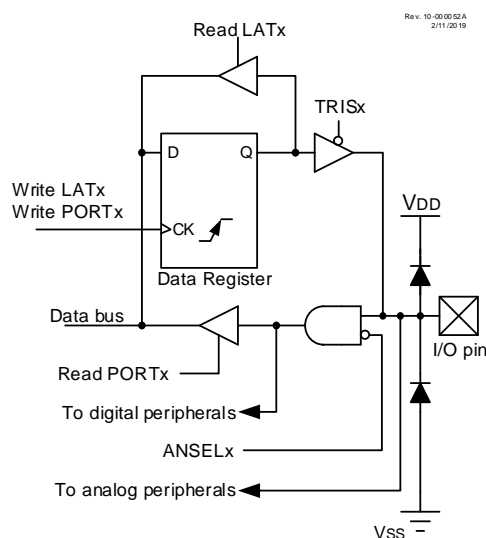 Rev. 10-000052A
2/11/2019
Read LATx
TRISx
D
Q
Write LATx
Write PORTx
CK
VDD
Data Register
Data bus
I/O pin
Read PORTx
To digital peripherals
ANSELx
To analog peripherals
VSS